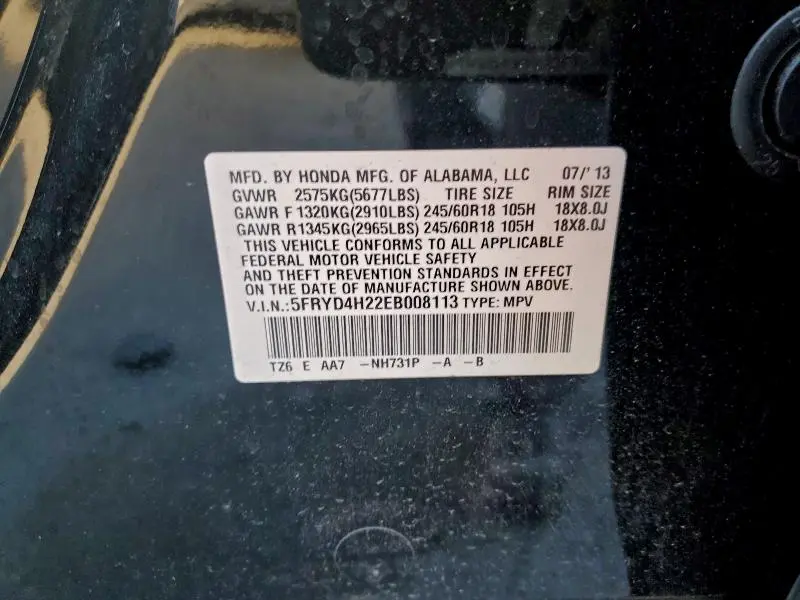 MFD. BY HONDA MFG. OF ALABAMA, LLC 07/'13
GVWR 2575KG(5677LBS) TIRE SIZE RIM SIZE
GAWR F1320KG(2910LBS) 245/60R18 105H 18X8.0J
GAWR R1345KG(2965LBS) 245/60R18 105H 18X8.0J
THIS VEHICLE CONFORMS TO ALL APPLICABLE
FEDERAL MOTOR VEHICLE SAFETY
AND THEFT PREVENTION STANDARDS IN EFFECT
ON THE DATE OF MANUFACTURE SHOWN ABOVE.
V.I.N.:5FRYD4H22EB008113 TYPE: MPV
TZ6 E AA7 -NH731P -A -B